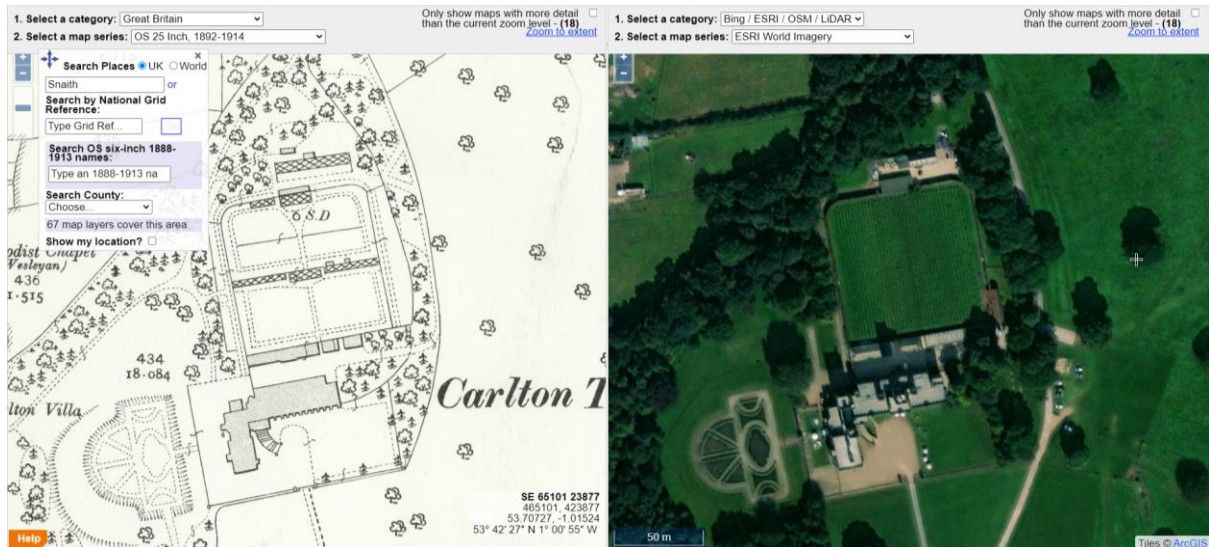 1. Select a category: Great Britain
2. Select a map series: OS 25 Inch, 1892-1914
Only show maps with more detail
than the current zoom level - (18)
Zoom to extent
Search Places UK World
Snaith or
Search by National Grid
Reference:
Type Grid Ref...
Search OS six-inch 1888-
1913 names:
Type an 1888-1913 na
Search County:
Choose...
67 map layers cover this area
Show my location?
odist Chapel
Wesleyan)
436
1.515
S.D
434
18.084
lton Villa
Carlton T
SE 65101 23877
465101, 423877
53.70727, -1.01524
53° 42' 27" N 1° 00' 55" W
Help
1. Select a category: Bing / ESRI / OSM / LiDAR
2. Select a map series: ESRI World Imagery
Only show maps with more detail
than the current zoom level - (18)
Zoom to extent
50 m
Tiles © ArcGIS